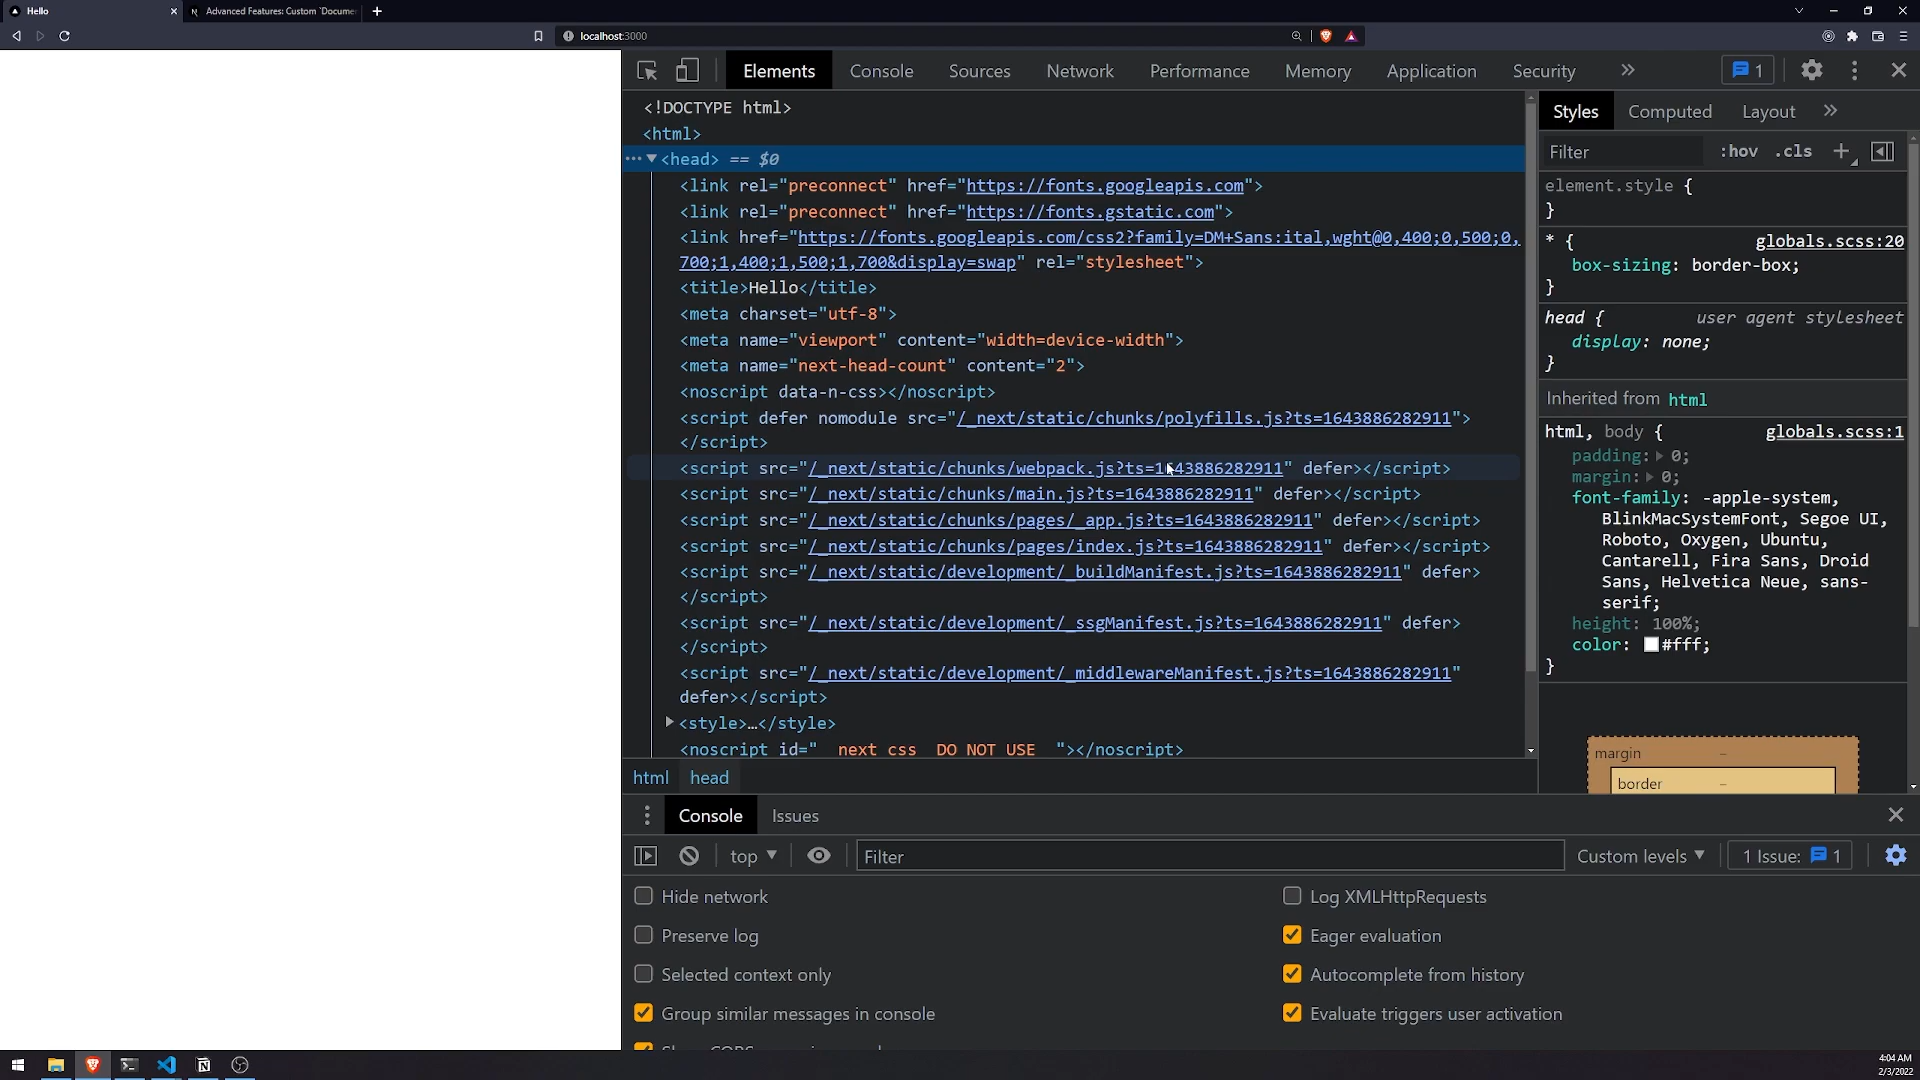 Hello
Advanced Features: Custom `Docume
localhost:3000
Elements Console Sources Network Performance Memory Application Security 1
<!DOCTYPE html>
<html>
<head> == $0
<link rel="preconnect" href="https://fonts.googleapis.com">
<link rel="preconnect" href="https://fonts.gstatic.com">
<link href="https://fonts.googleapis.com/css2?family=DM+Sans:ital,wght@0,400;0,500;0,
700;1,400;1,500;1,700&display=swap" rel="stylesheet">
<title>Hello</title>
<meta charset="utf-8">
<meta name="viewport" content="width=device-width">
<meta name="next-head-count" content="2">
<noscript data-n-css></noscript>
<script defer nomodule src="/_next/static/chunks/polyfills.js?ts=1643886282911">
</script>
<script src="/_next/static/chunks/webpack.js?ts=1643886282911" defer></script>
<script src="/_next/static/chunks/main.js?ts=1643886282911" defer></script>
<script src="/_next/static/chunks/pages/_app.js?ts=1643886282911" defer></script>
<script src="/_next/static/chunks/pages/index.js?ts=1643886282911" defer></script>
<script src="/_next/static/development/_buildManifest.js?ts=1643886282911" defer>
</script>
<script src="/_next/static/development/_ssgManifest.js?ts=1643886282911" defer>
</script>
<script src="/_next/static/development/_middlewareManifest.js?ts=1643886282911"
defer></script>
<style>…</style>
<noscript id="__next_css__DO_NOT_USE__"></noscript>
html head
Styles Computed Layout
Filter :hov .cls
element.style {
}
* { globals.scss:20
box-sizing: border-box;
}
head { user agent stylesheet
display: none;
}
Inherited from html
html, body { globals.scss:1
padding: 0;
margin: 0;
font-family: -apple-system,
BlinkMacSystemFont, Segoe UI,
Roboto, Oxygen, Ubuntu,
Cantarell, Fira Sans, Droid
Sans, Helvetica Neue, sans-
serif;
height: 100%;
color: #fff;
}
margin –
border –
Console Issues
top Filter Custom levels 1 Issue: 1
Hide network
Log XMLHttpRequests
Preserve log
Eager evaluation
Selected context only
Autocomplete from history
Group similar messages in console
Evaluate triggers user activation
4:04 AM
2/3/2022